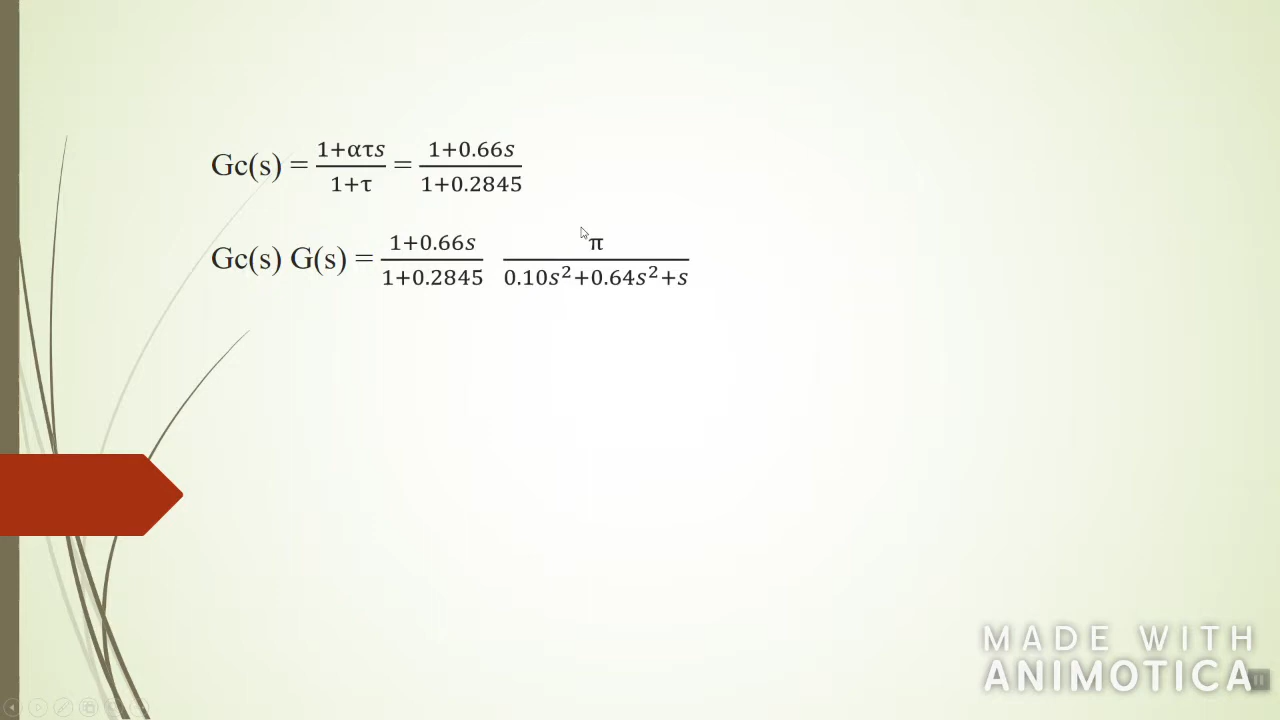 Gc(s) = (1+ατs)/(1+τ) = (1+0.66s)/(1+0.2845)
Gc(s) G(s) = (1+0.66s)/(1+0.2845) π/(0.10s²+0.64s²+s)
MADE WITH
ANIMOTICA